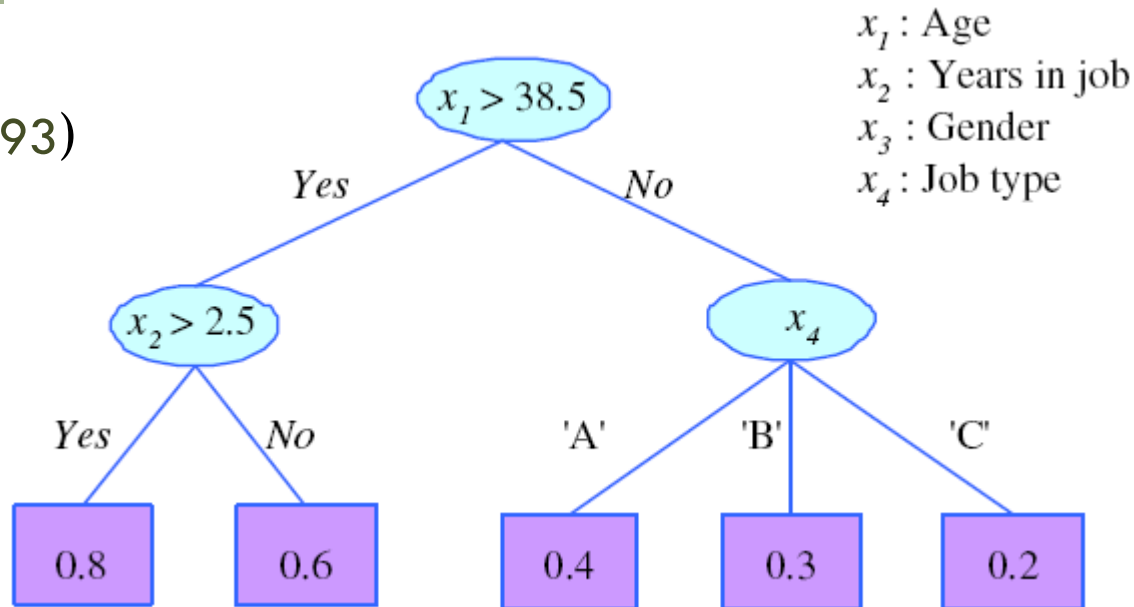 x1 : Age
x2 : Years in job
x3 : Gender
x4 : Job type
93)
x1 > 38.5
Yes
No
x2 > 2.5
x4
Yes
No
'A'
'B'
'C'
0.8
0.6
0.4
0.3
0.2